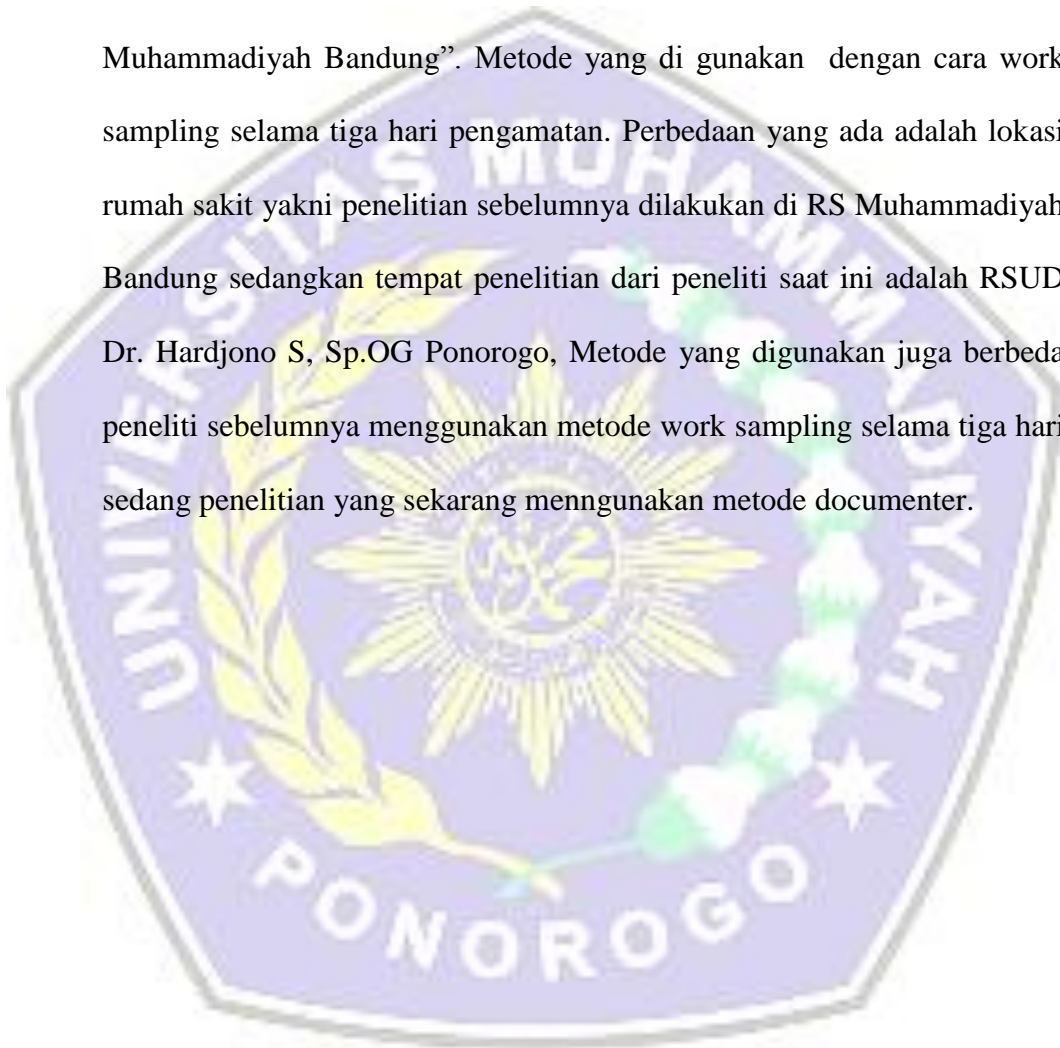 Muhammadiyah Bandung”. Metode yang di gunakan  dengan cara work
sampling selama tiga hari pengamatan. Perbedaan yang ada adalah lokasi
rumah sakit yakni penelitian sebelumnya dilakukan di RS Muhammadiyah
Bandung sedangkan tempat penelitian dari peneliti saat ini adalah RSUD
Dr. Hardjono S, Sp.OG Ponorogo, Metode yang digunakan juga berbeda
peneliti sebelumnya menggunakan metode work sampling selama tiga hari
sedang penelitian yang sekarang menngunakan metode documenter.
UNIVERSITAS MUHAMMADIYAH
PONOROGO